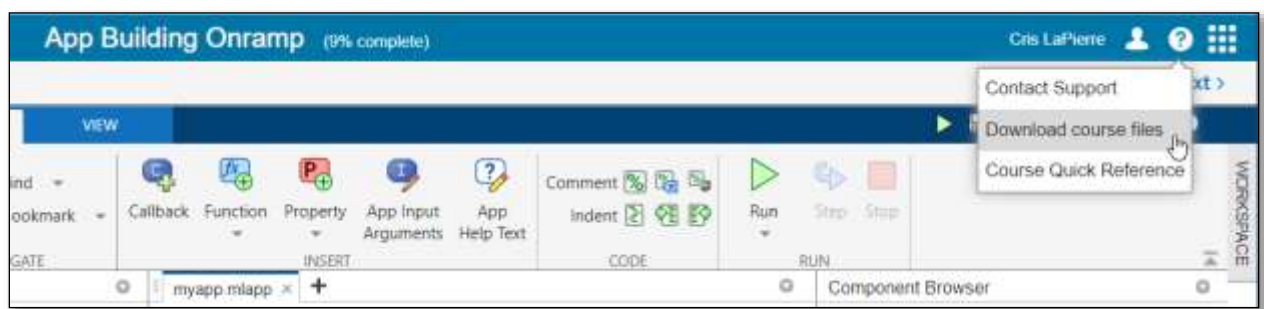 App Building Onramp (9% complete) Cris LaPierre
Contact Support xt >
VIEW Download course files
Course Quick Reference
ind
Comment
ookmark Callback Function Property App Input App Indent Run Step Stop
Arguments Help Text
GATE INSERT CODE RUN
WORKSPACE
myapp.mlapp × + Component Browser